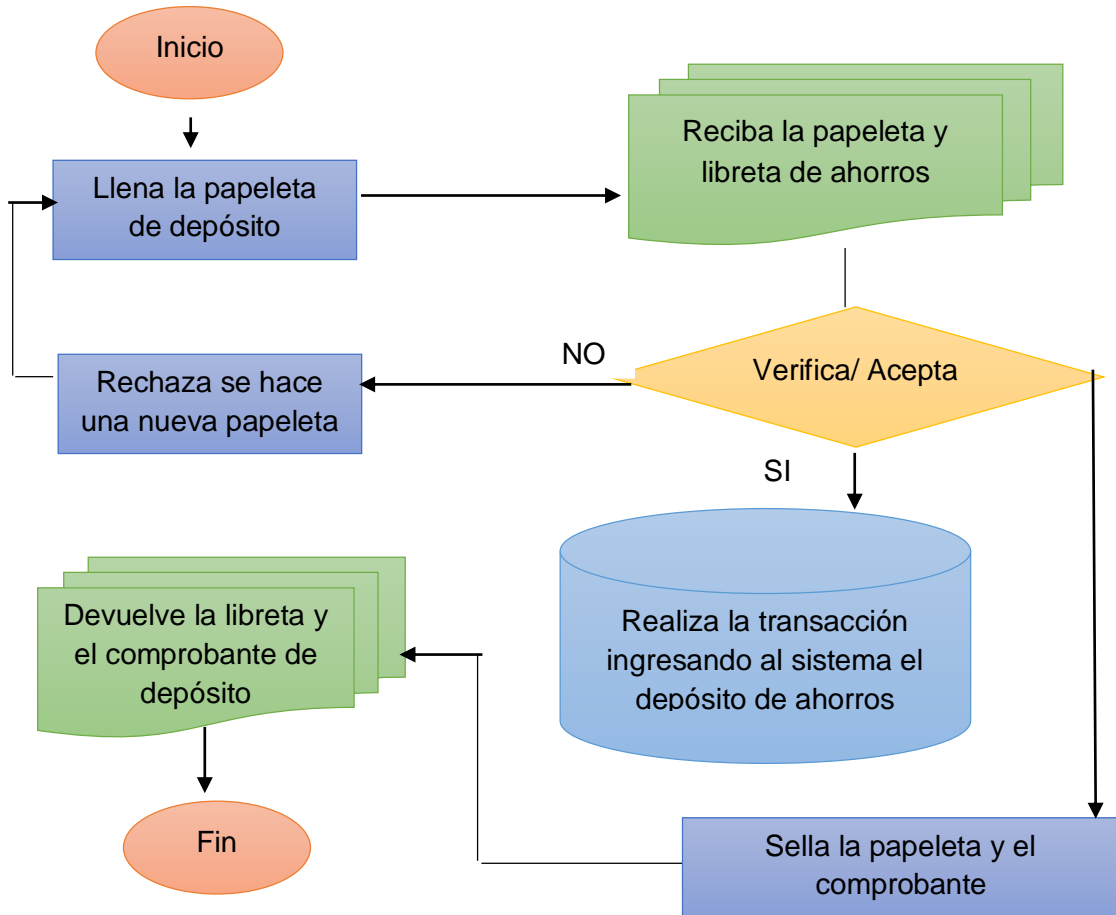 Inicio
Llena la papeleta
de depósito
Reciba la papeleta y
libreta de ahorros
Verifica/ Acepta
NO
Rechaza se hace
una nueva papeleta
SI
Realiza la transacción
ingresando al sistema el
depósito de ahorros
Sella la papeleta y el
comprobante
Devuelve la libreta y
el comprobante de
depósito
Fin